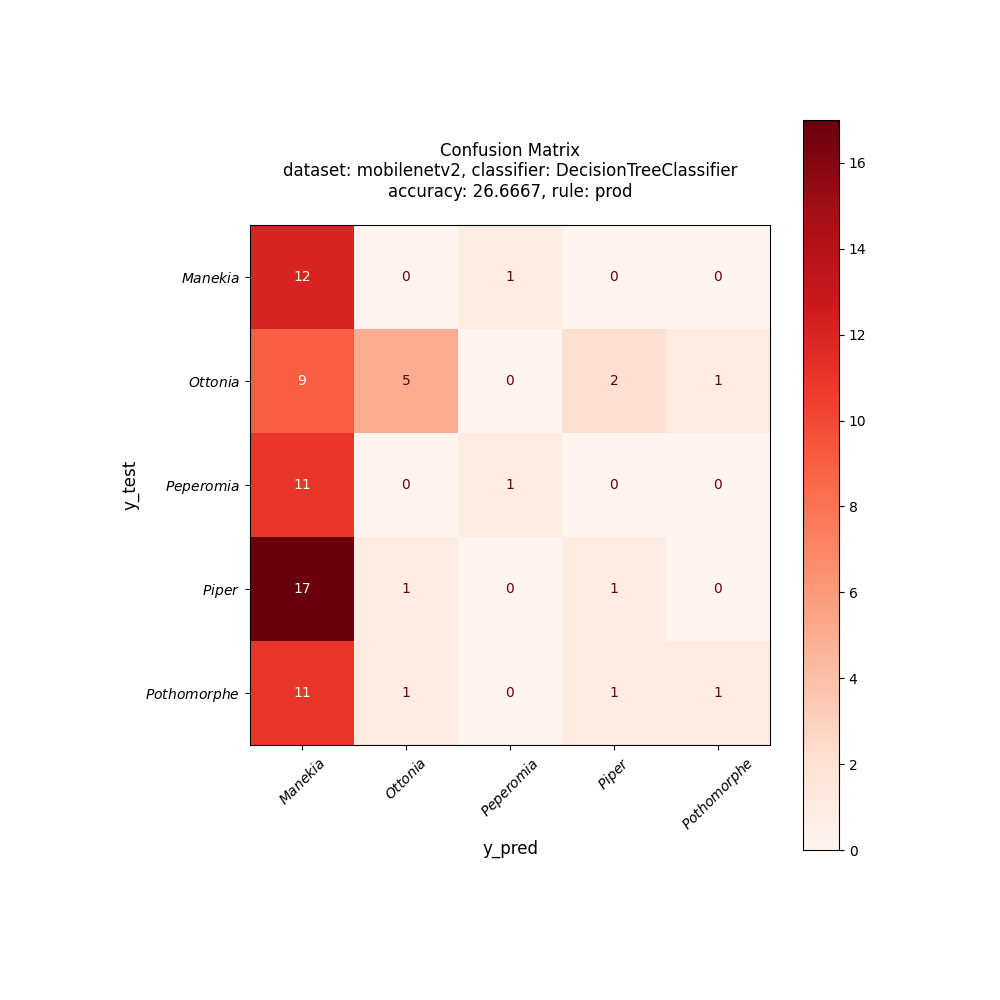 Confusion Matrix
dataset: mobilenetv2, classifier: DecisionTreeClassifier
accuracy: 26.6667, rule: prod
y_test
Manekia 12 0 1 0 0
Ottonia 9 5 0 2 1
Peperomia 11 0 1 0 0
Piper 17 1 0 1 0
Pothomorphe 11 1 0 1 1
Manekia Ottonia Peperomia Piper Pothomorphe
y_pred
16
14
12
10
8
6
4
2
0